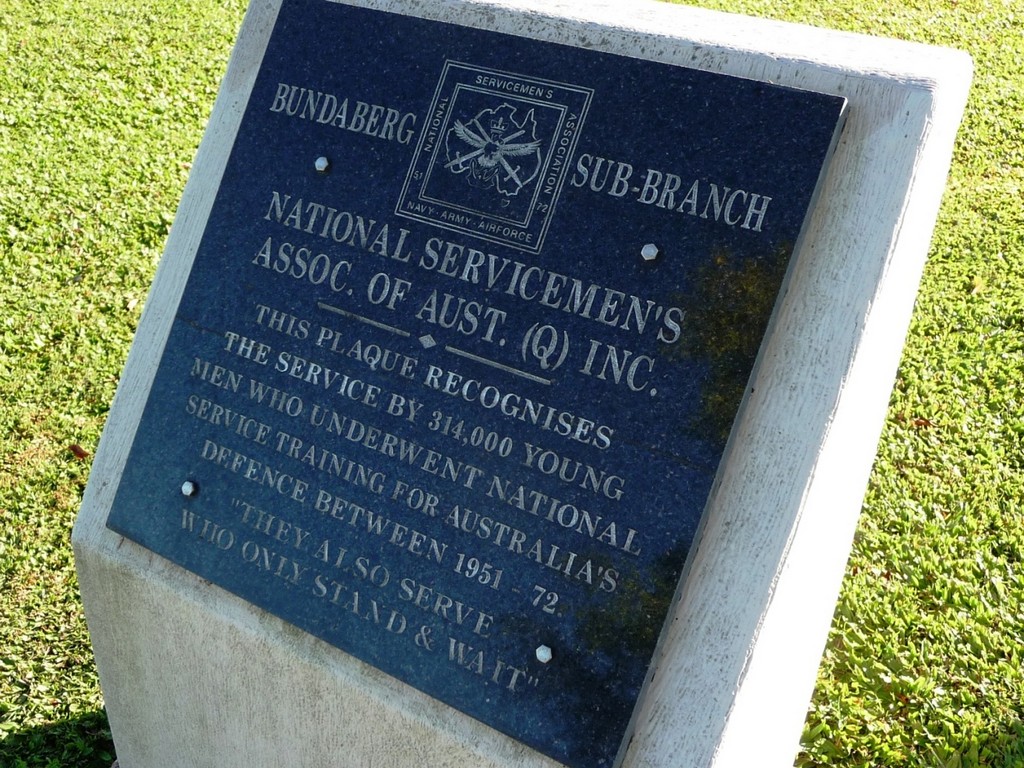 BUNDABERG
SERVICEMEN'S
NATIONAL
ASSOCIATION
51
72
NAVY - ARMY - AIRFORCE
SUB-BRANCH
NATIONAL SERVICEMEN'S
ASSOC. OF AUST. (Q) INC.
THIS PLAQUE RECOGNISES
THE SERVICE BY 314,000 YOUNG
MEN WHO UNDERWENT NATIONAL
SERVICE TRAINING FOR AUSTRALIA'S
DEFENCE BETWEEN 1951 - 72.
"THEY ALSO SERVE
WHO ONLY STAND & WAIT"